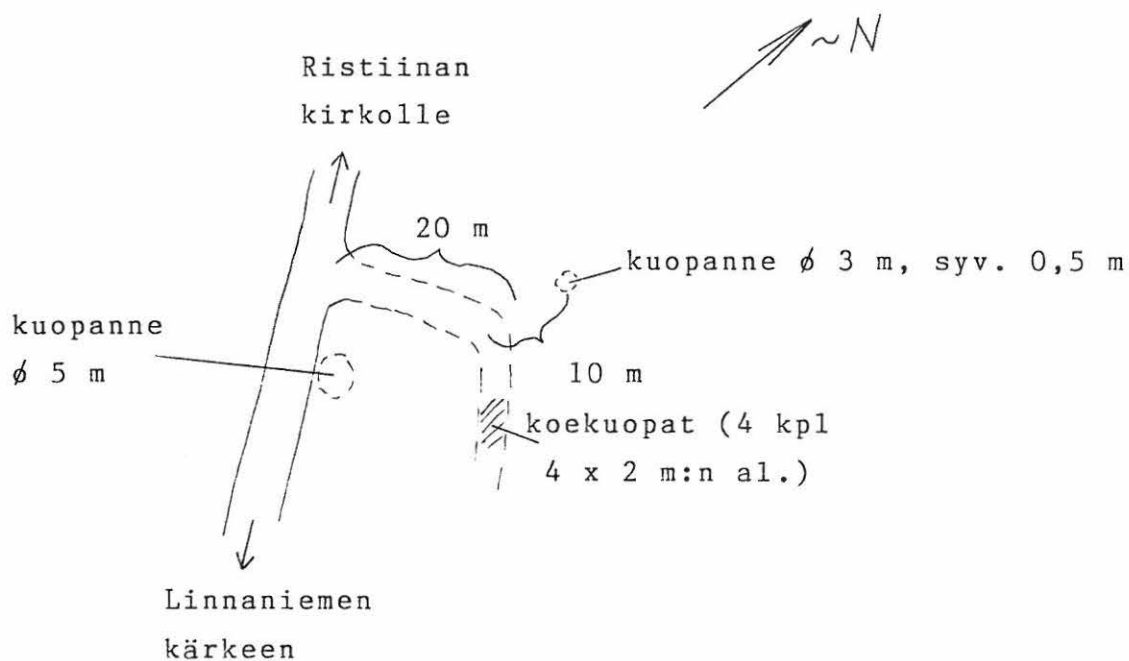 ~N
Ristiinan
kirkolle
20 m
kuopanne ϕ 3 m, syv. 0,5 m
kuopanne
ϕ 5 m
10 m
koekuopat (4 kpl
4 x 2 m:n al.)
Linnaniemen
kärkeen